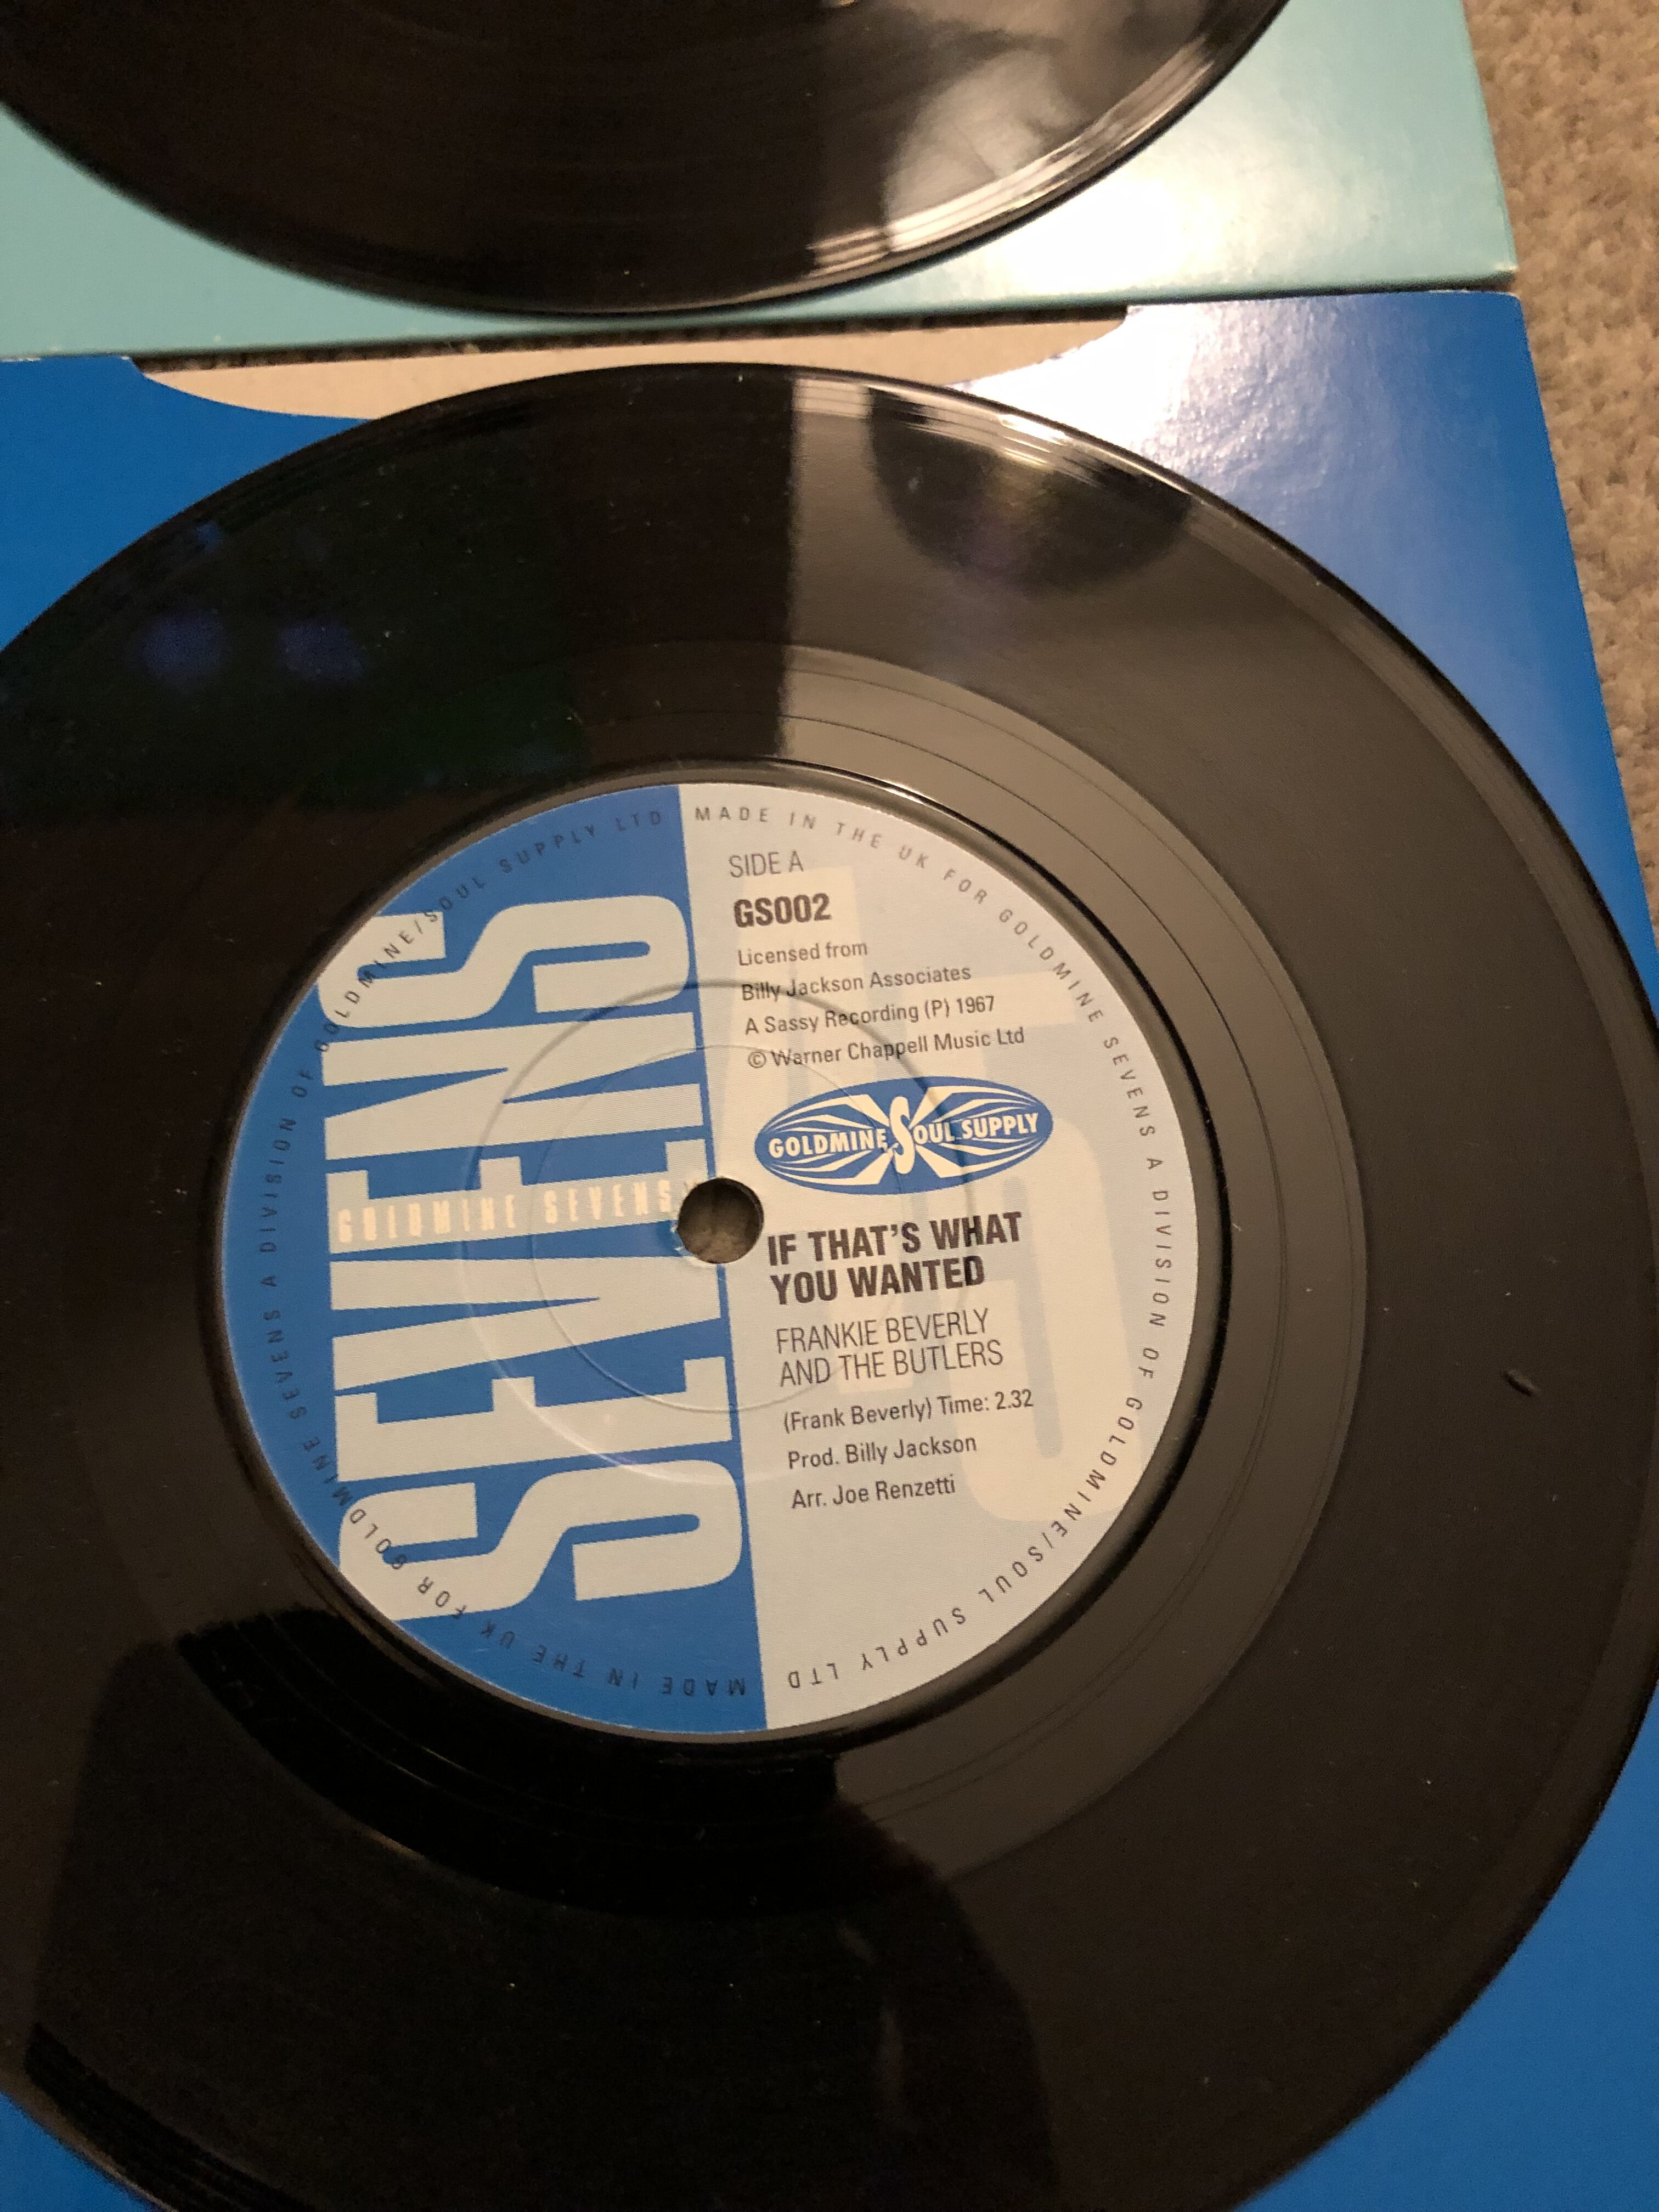 SEVENS
GOLDMINE SEVENS
SIDE A
GS002
Licensed from
Billy Jackson Associates
A Sassy Recording (P) 1967
© Warner Chappell Music Ltd
GOLDMINE SOUL SUPPLY
IF THAT'S WHAT
YOU WANTED
FRANKIE BEVERLY
AND THE BUTLERS
(Frank Beverly) Time: 2.32
Prod. Billy Jackson
Arr. Joe Renzetti
MADE IN THE UK FOR GOLDMINE SEVENS A DIVISION OF GOLDMINE/SOUL SUPPLY LTD
MADE IN THE UK FOR GOLDMINE SEVENS A DIVISION OF GOLDMINE/SOUL SUPPLY LTD
45